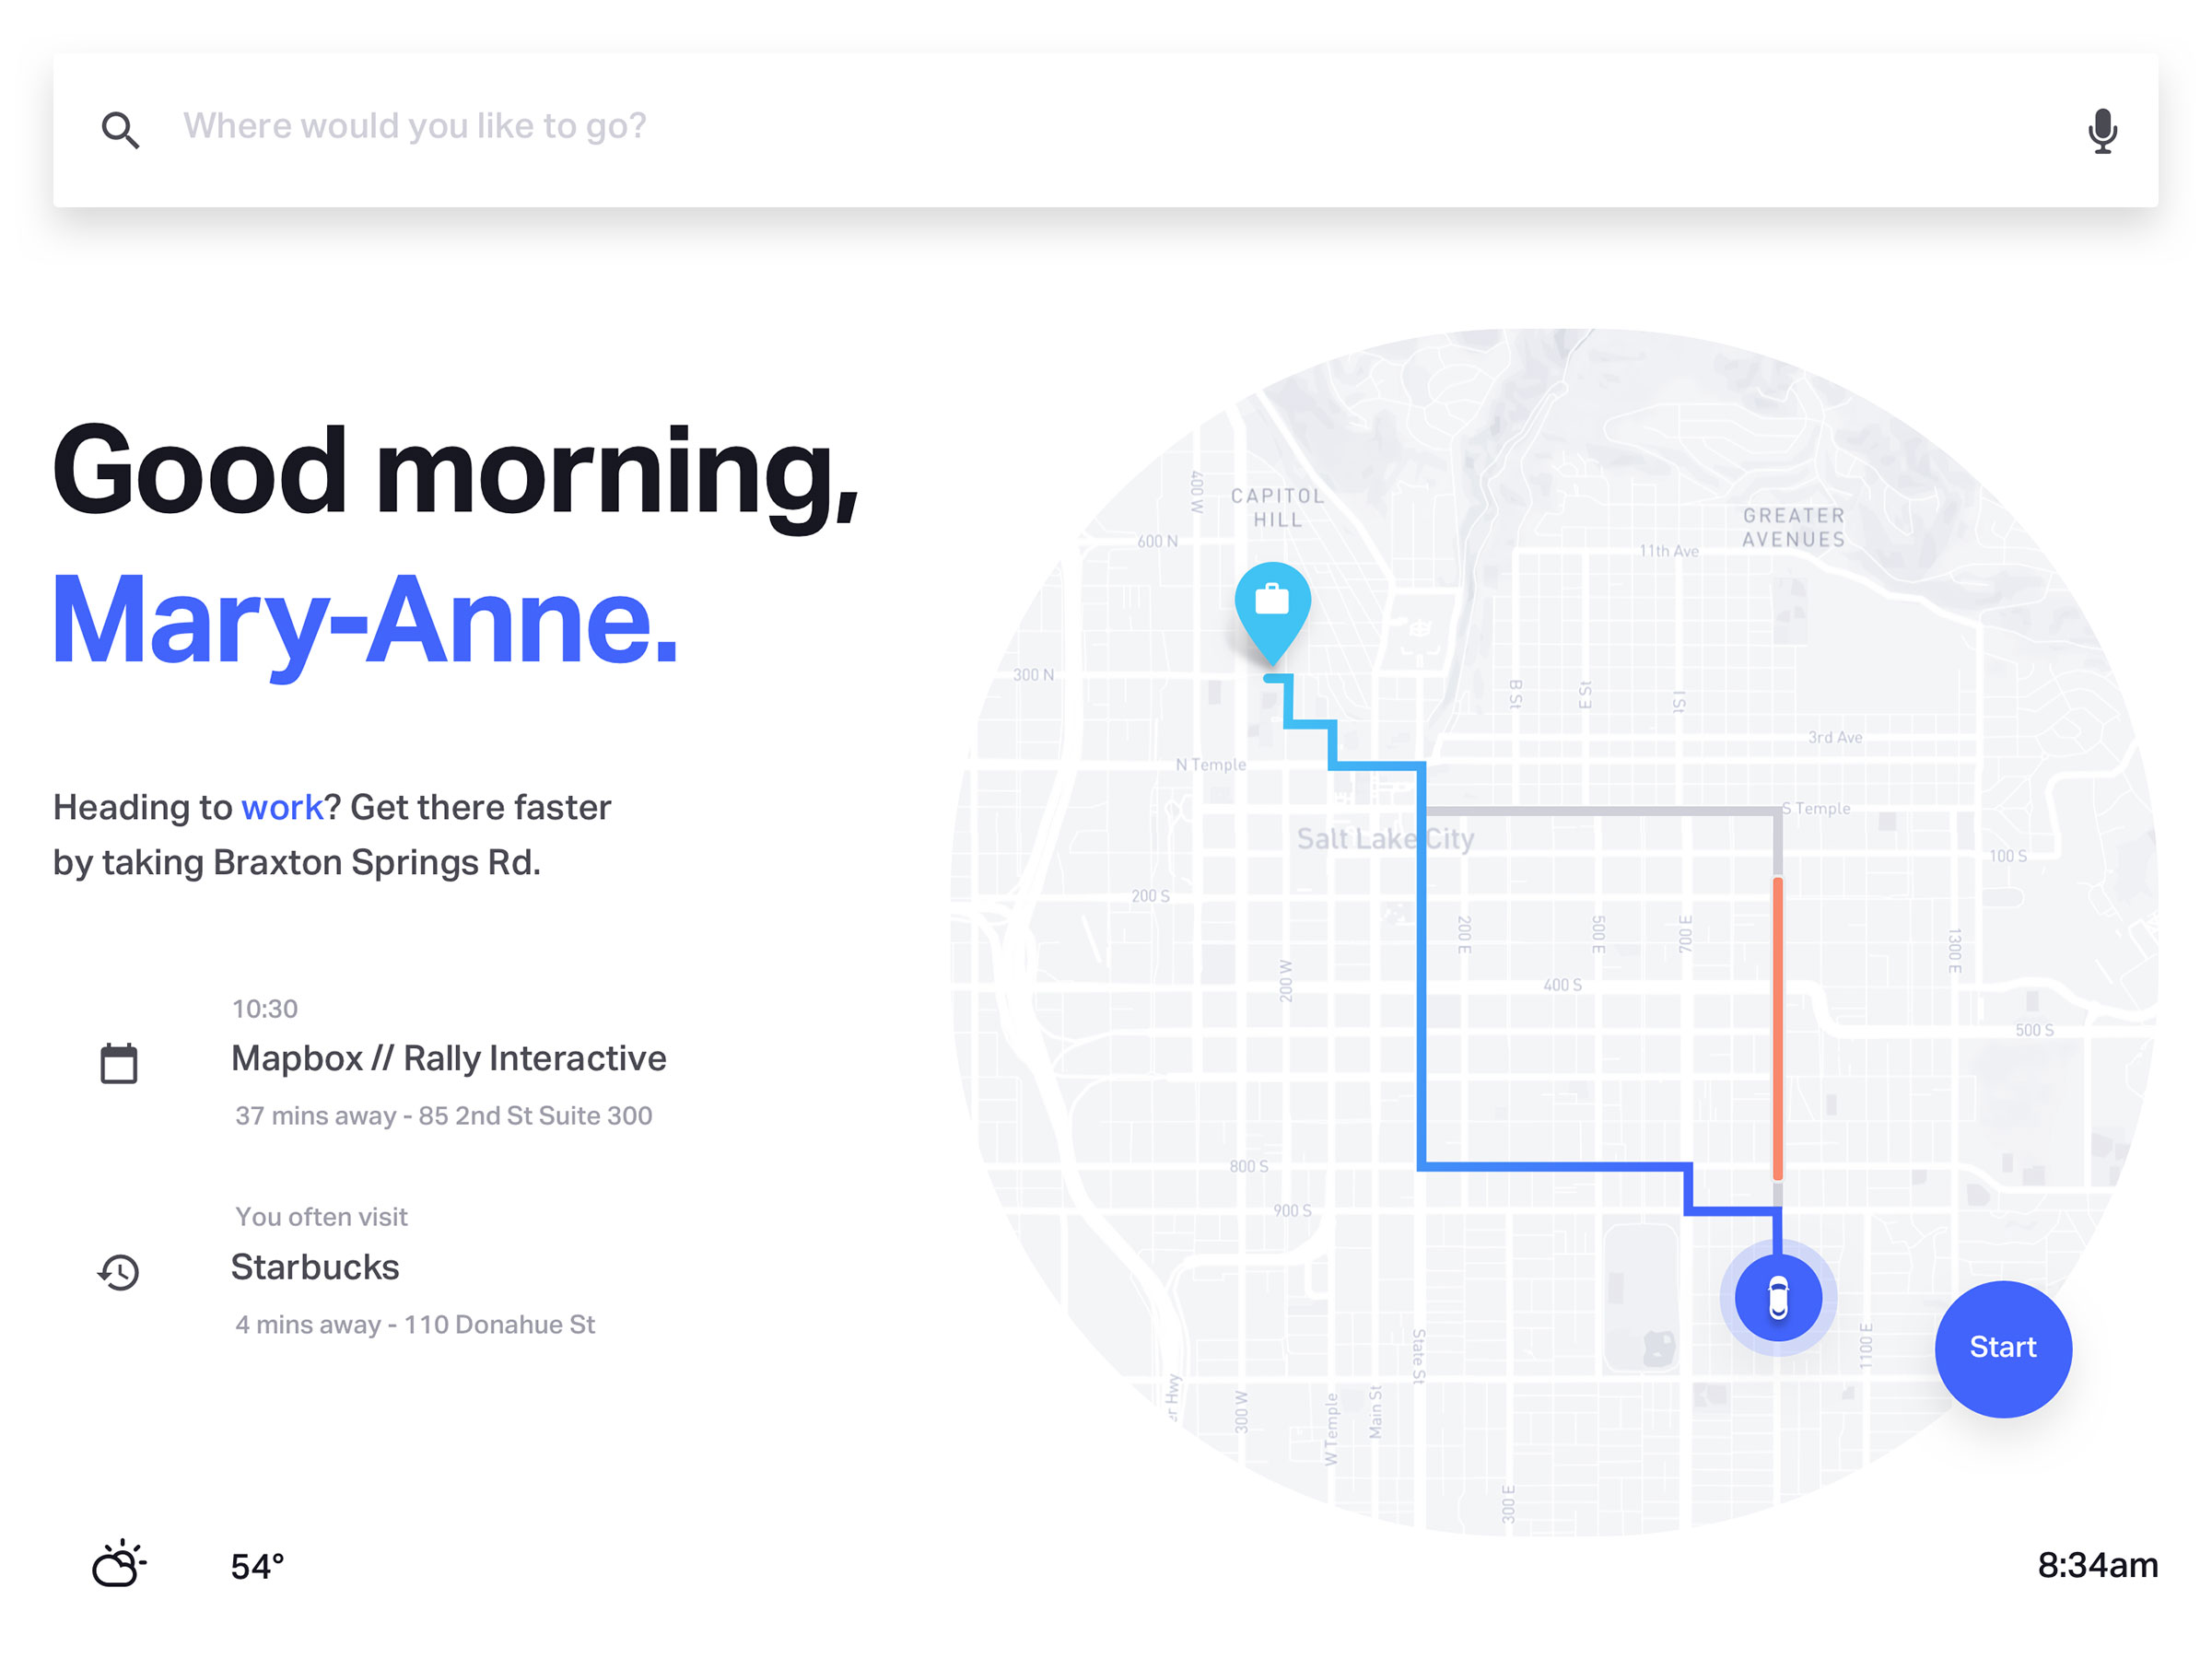 Where would you like to go?
Good morning,
Mary-Anne.
Heading to work? Get there faster
by taking Braxton Springs Rd.
10:30
Mapbox // Rally Interactive
37 mins away - 85 2nd St Suite 300
You often visit
Starbucks
4 mins away - 110 Donahue St
54°
400 W
CAPITOL
HILL
GREATER
AVENUES
600 N
11th Ave
300 N
B St
E St
I St
3rd Ave
N Temple
S Temple
Salt Lake City
100 S
200 S
200 E
500 E
700 E
1300 E
200 W
400 S
500 S
800 S
900 S
State St
1100 E
Start
er Hwy
300 W
W Temple
Main St
300 E
8:34am